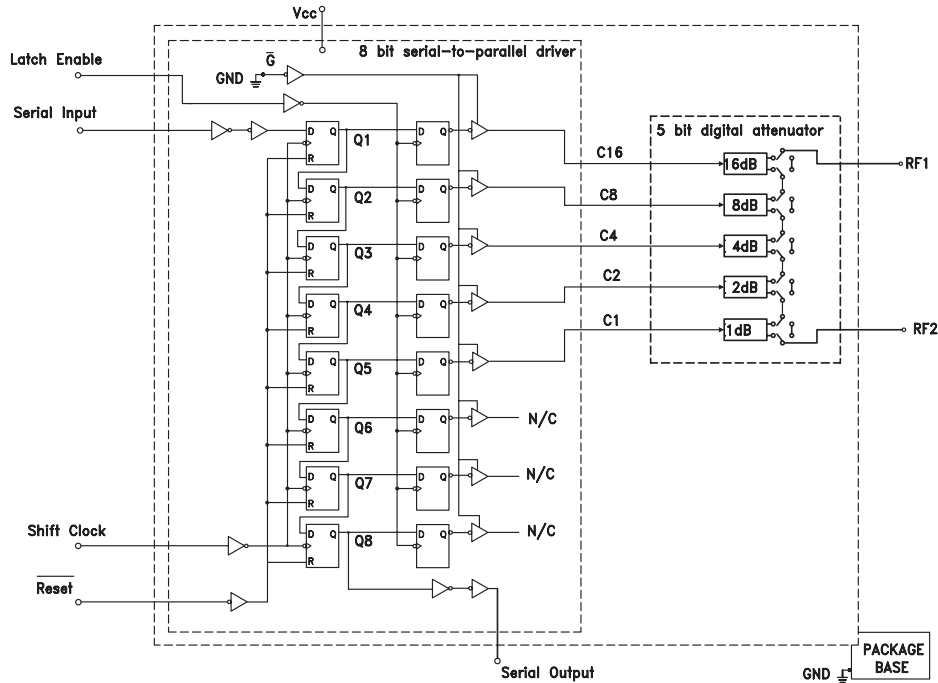 Vcc
8 bit serial-to-parallel driver
Latch Enable
G
GND
Serial Input
D Q
R
Q1
D Q
5 bit digital attenuator
C16
16dB
RF1
D Q
R
Q2
D Q
C8
8dB
D Q
R
Q3
D Q
C4
4dB
D Q
R
Q4
D Q
C2
2dB
D Q
R
Q5
D Q
C1
1dB
RF2
D Q
R
Q6
D Q
N/C
D Q
R
Q7
D Q
N/C
Shift Clock
D Q
R
Q8
D Q
N/C
Reset
Serial Output
GND
PACKAGE
BASE